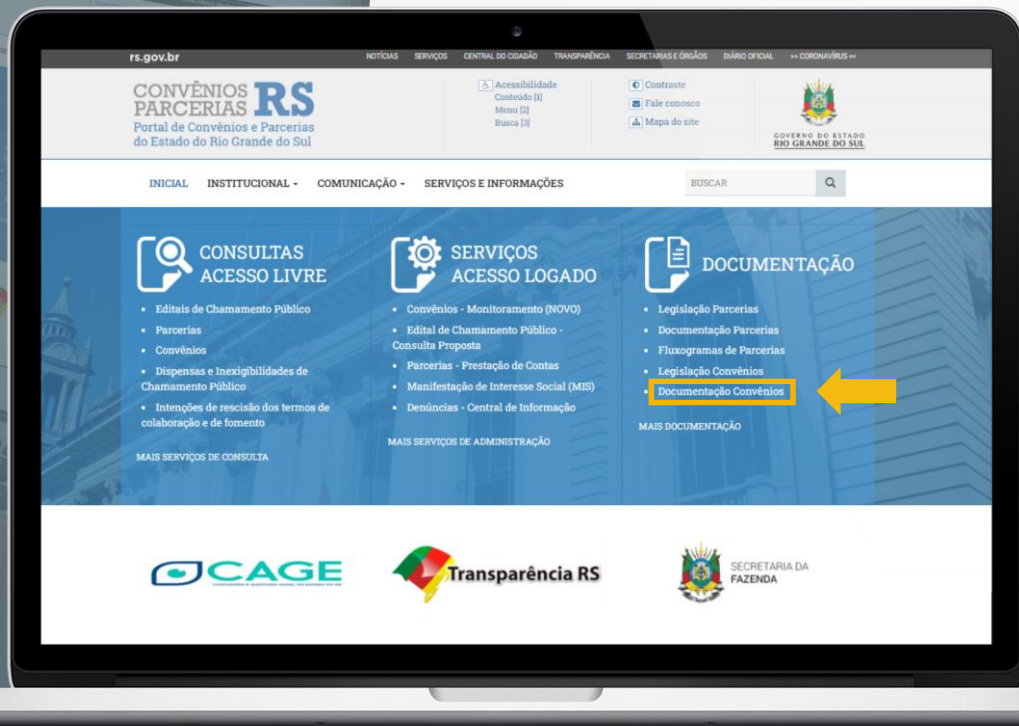 rs.gov.br
NOTÍCIAS SERVIÇOS CENTRAL DO CIDADÃO TRANSPARÊNCIA SECRETARIAS E ÓRGÃOS DIÁRIO OFICIAL >> CORONAVÍRUS <<
CONVÊNIOS
PARCERIAS RS
Portal de Convênios e Parcerias
do Estado do Rio Grande do Sul
Acessibilidade
Conteúdo [1]
Menu [2]
Busca [3]
Contraste
Fale conosco
Mapa do site
GOVERNO DO ESTADO
RIO GRANDE DO SUL
INICIAL INSTITUCIONAL COMUNICAÇÃO SERVIÇOS E INFORMAÇÕES
BUSCAR
CONSULTAS
ACESSO LIVRE
• Editais de Chamamento Público
• Parcerias
• Convênios
• Dispensas e Inexigibilidades de
Chamamento Público
• Intenções de rescisão dos termos de
colaboração e de fomento
MAIS SERVIÇOS DE CONSULTA
SERVIÇOS
ACESSO LOGADO
• Convênios - Monitoramento (NOVO)
• Edital de Chamamento Público -
Consulta Proposta
• Parcerias - Prestação de Contas
• Manifestação de Interesse Social (MIS)
• Denúncias - Central de Informação
MAIS SERVIÇOS DE ADMINISTRAÇÃO
DOCUMENTAÇÃO
• Legislação Parcerias
• Documentação Parcerias
• Fluxogramas de Parcerias
• Legislação Convênios
• Documentação Convênios
MAIS DOCUMENTAÇÃO
CAGE
Transparência RS
SECRETARIA DA
FAZENDA